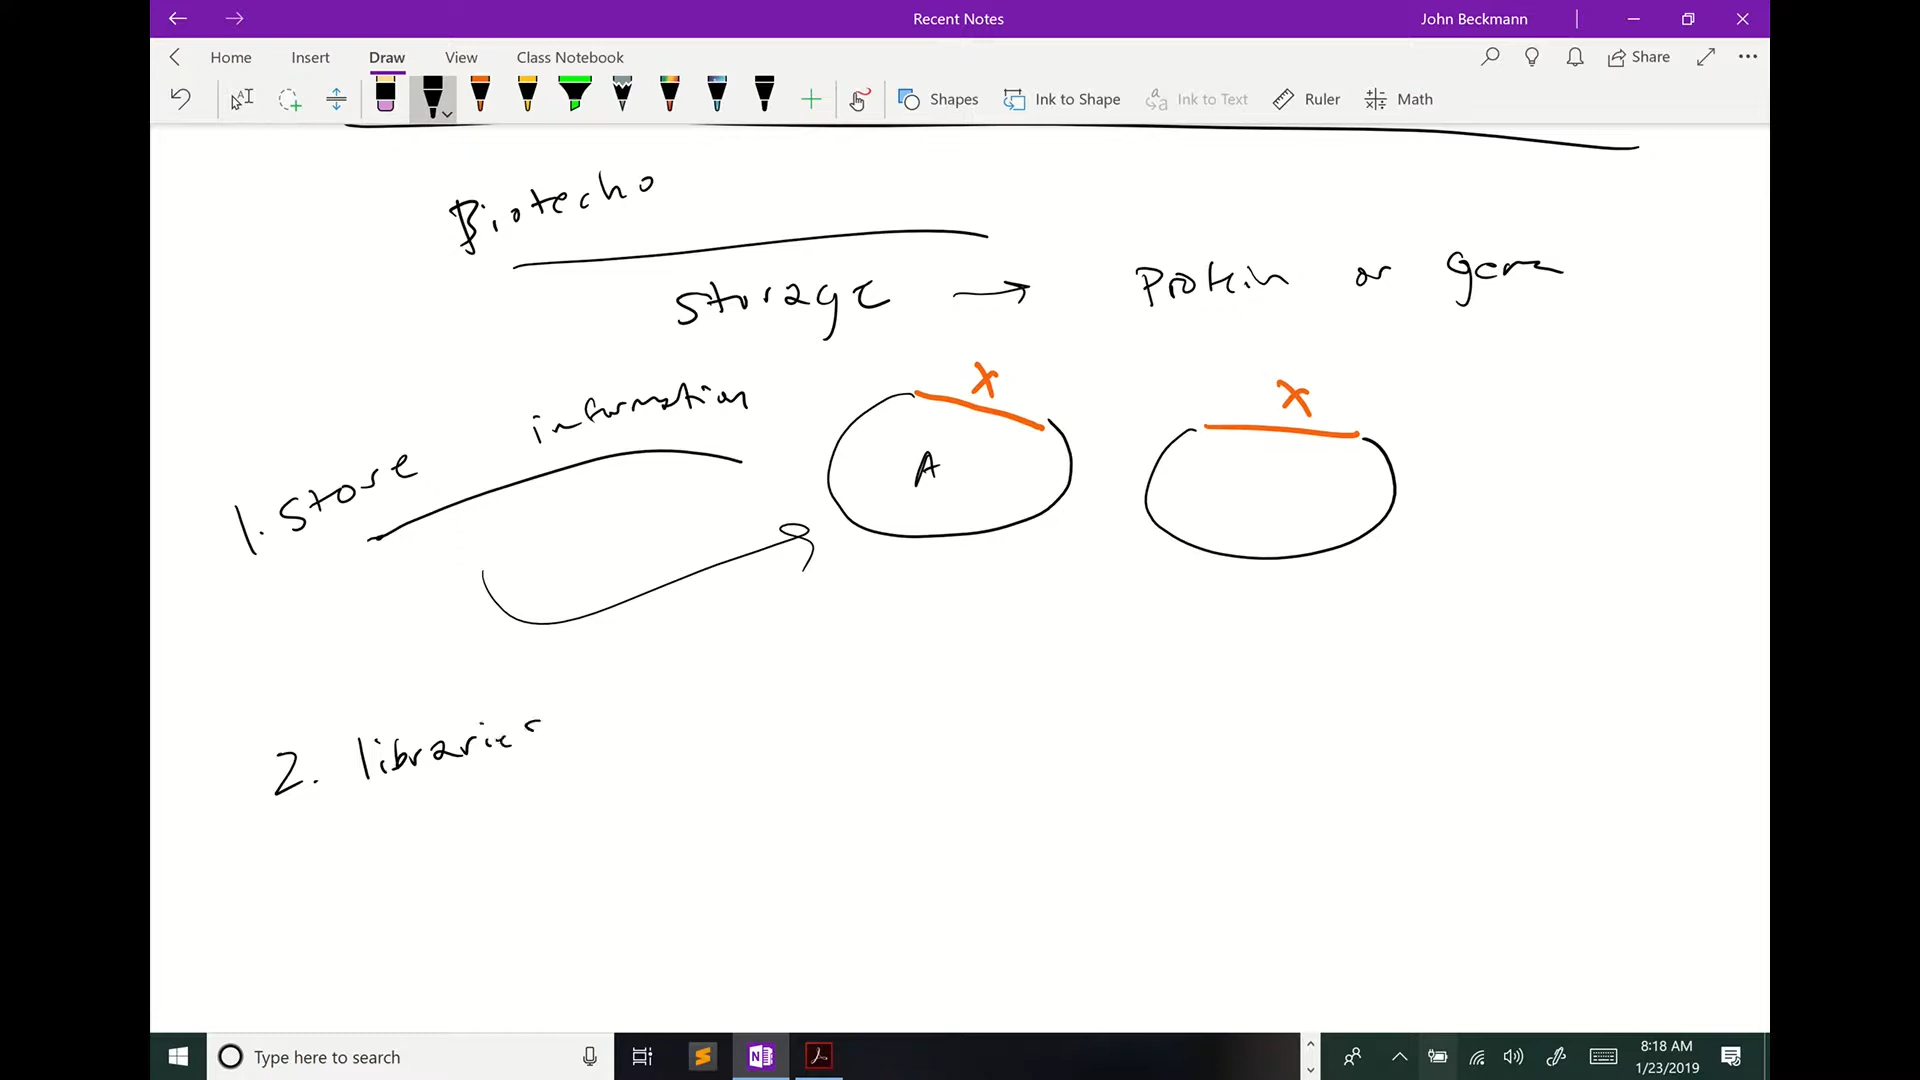 Recent Notes
John Beckmann
Home Insert Draw View Class Notebook Share
Shapes Ink to Shape Ink to Text Ruler Math
Biotecho
storage → Protein or gene
X X
information
1. Store
A
2. libraries
Type here to search
8:18 AM
1/23/2019